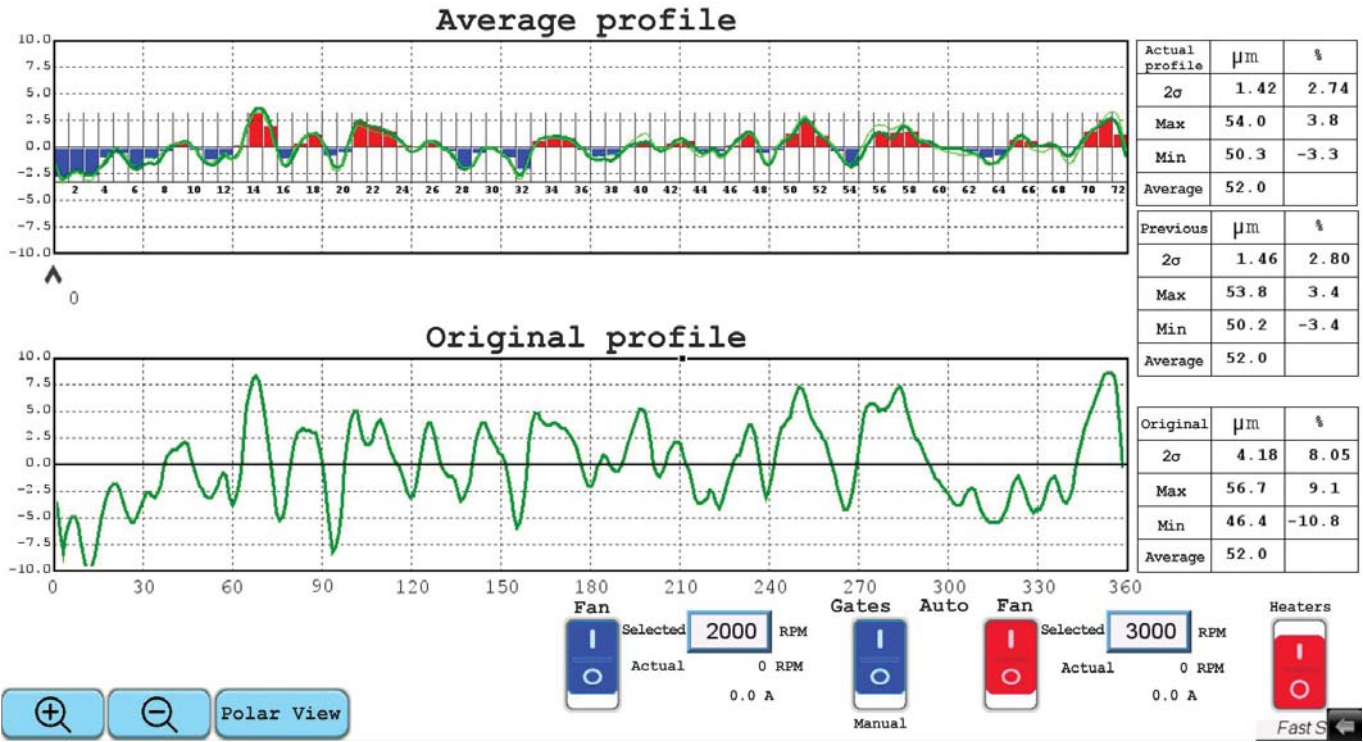 Average profile
10.0
7.5
5.0
2.5
0.0
-2.5
-5.0
-7.5
-10.0
2 4 6 8 10 12 14 16 18 20 22 24 26 28 30 32 34 36 38 40 42 44 46 48 50 52 54 56 58 60 62 64 66 68 70 72
0
Actual profile μm %
2σ 1.42 2.74
Max 54.0 3.8
Min 50.3 -3.3
Average 52.0
Previous μm %
2σ 1.46 2.80
Max 53.8 3.4
Min 50.2 -3.4
Average 52.0
Original profile
10.0
7.5
5.0
2.5
0.0
-2.5
-5.0
-7.5
-10.0
0 30 60 90 120 150 180 210 240 270 300 330 360
Original μm %
2σ 4.18 8.05
Max 56.7 9.1
Min 46.4 -10.8
Average 52.0
Fan
Selected 2000 RPM
Actual 0 RPM
0.0 A
Gates Auto
Manual
Fan
Selected 3000 RPM
Actual 0 RPM
0.0 A
Heaters
Polar View
Fast S